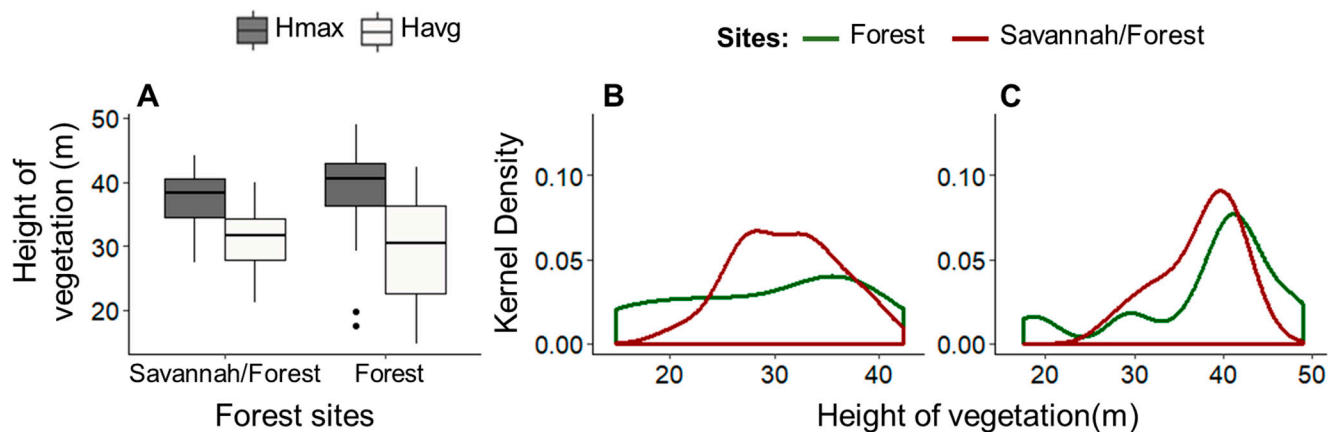 Hmax Havg
Sites: Forest Savannah/Forest
A
B
C
Height of
vegetation (m)
50
40
30
20
Savannah/Forest Forest
Forest sites
Kernel Density
0.10
0.05
0.00
20 30 40
0.10
0.05
0.00
20 30 40 50
Height of vegetation(m)